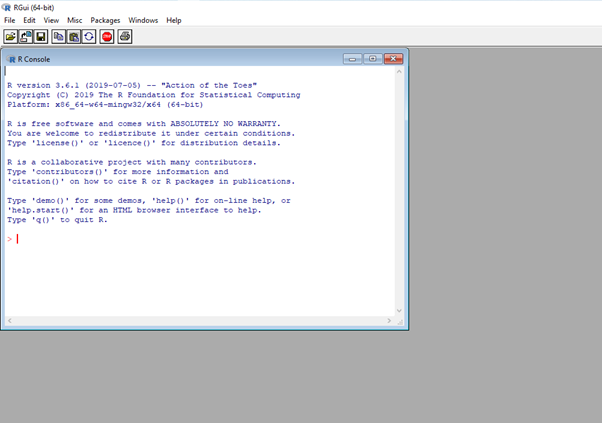 RGui (64-bit)
File Edit View Misc Packages Windows Help
STOP
R Console
R version 3.6.1 (2019-07-05) -- "Action of the Toes"
Copyright (C) 2019 The R Foundation for Statistical Computing
Platform: x86_64-w64-mingw32/x64 (64-bit)
R is free software and comes with ABSOLUTELY NO WARRANTY.
You are welcome to redistribute it under certain conditions.
Type 'license()' or 'licence()' for distribution details.
R is a collaborative project with many contributors.
Type 'contributors()' for more information and
'citation()' on how to cite R or R packages in publications.
Type 'demo()' for some demos, 'help()' for on-line help, or
'help.start()' for an HTML browser interface to help.
Type 'q()' to quit R.
>